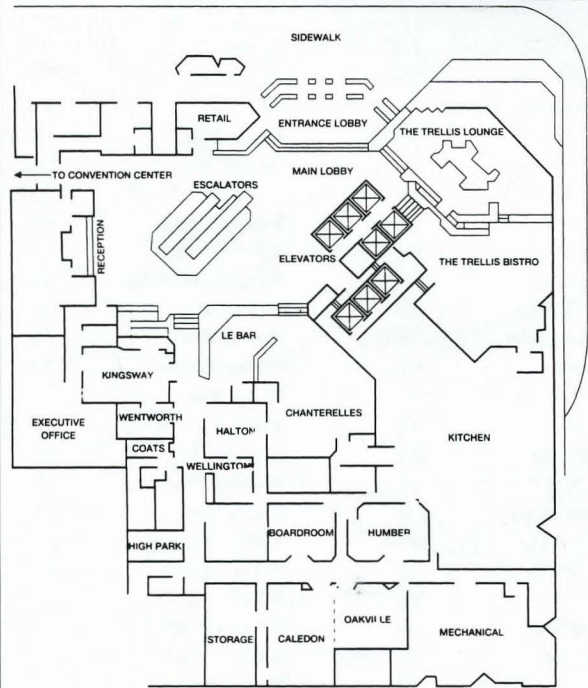 SIDEWALK
RETAIL
ENTRANCE LOBBY
THE TRELLIS LOUNGE
TO CONVENTION CENTER
MAIN LOBBY
ESCALATORS
RECEPTION
ELEVATORS
THE TRELLIS BISTRO
LE BAR
KINGSWAY
EXECUTIVE
OFFICE
WENTWORTH
CHANTERELLES
HALTON
COATS
KITCHEN
WELLINGTON
HIGH PARK
BOARDROOM
HUMBER
STORAGE
CALEDON
OAKVILLE
MECHANICAL